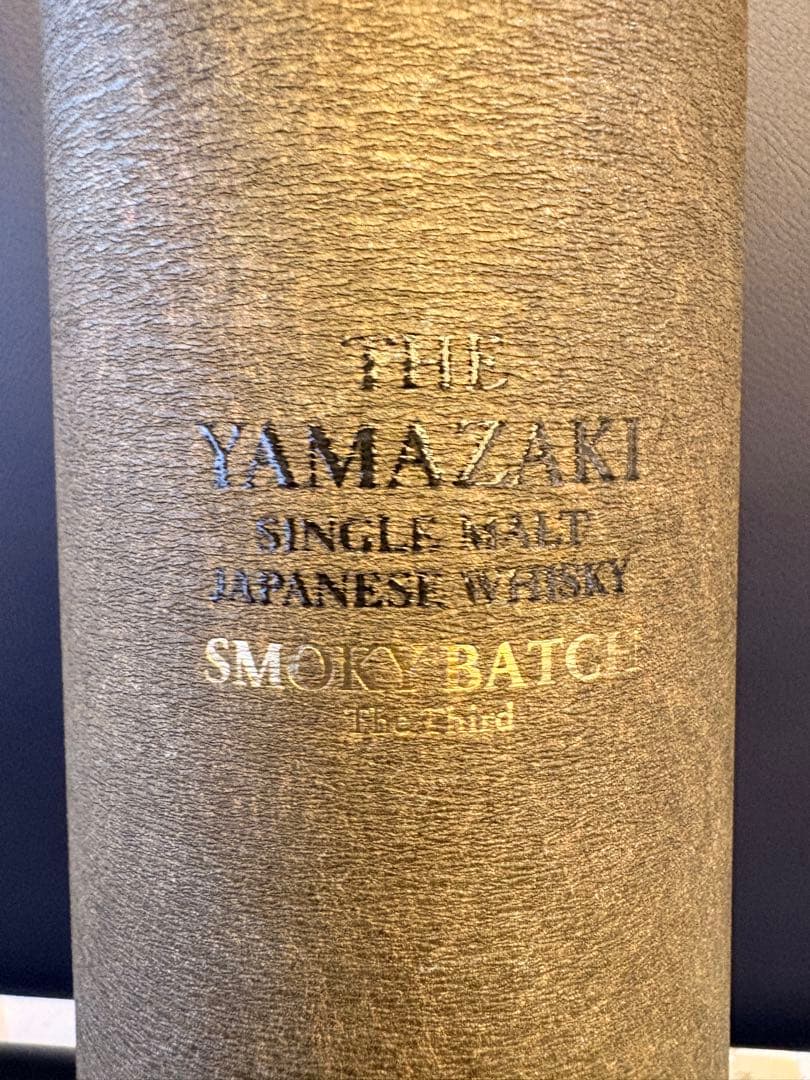 THE
YAMAZAKI
SINGLE MALT
JAPANESE WHISKY
SMOKY BATCH
The Third